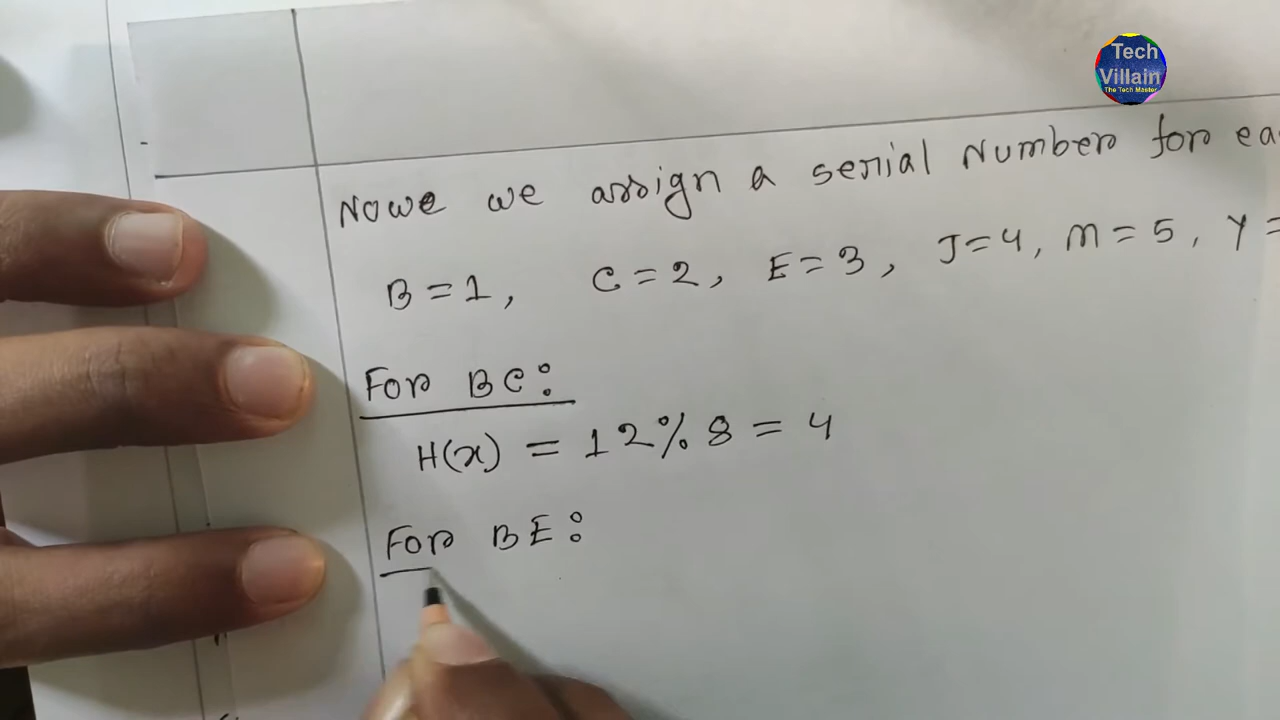 Tech
Villain
The Tech Master
Nowe we assign a serial Number for ea
B = 1, C = 2, E = 3, J = 4, M = 5, Y =
For BC:
H(x) = 12 % 8 = 4
For BE: